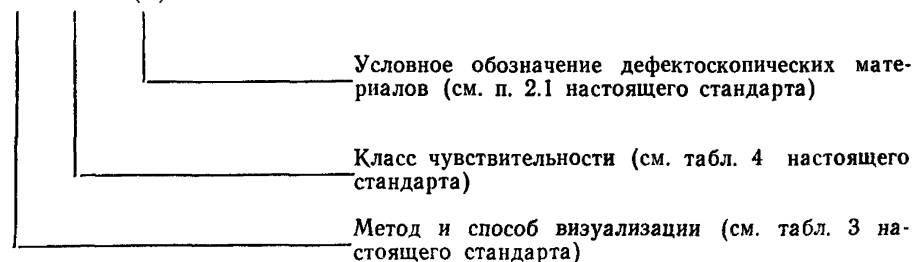 Условное обозначение дефектоскопических мате-
риалов (см. п. 2.1 настоящего стандарта)
Класс чувствительности (см. табл. 4 настоящего
стандарта)
Метод и способ визуализации (см. табл. 3 на-
стоящего стандарта)